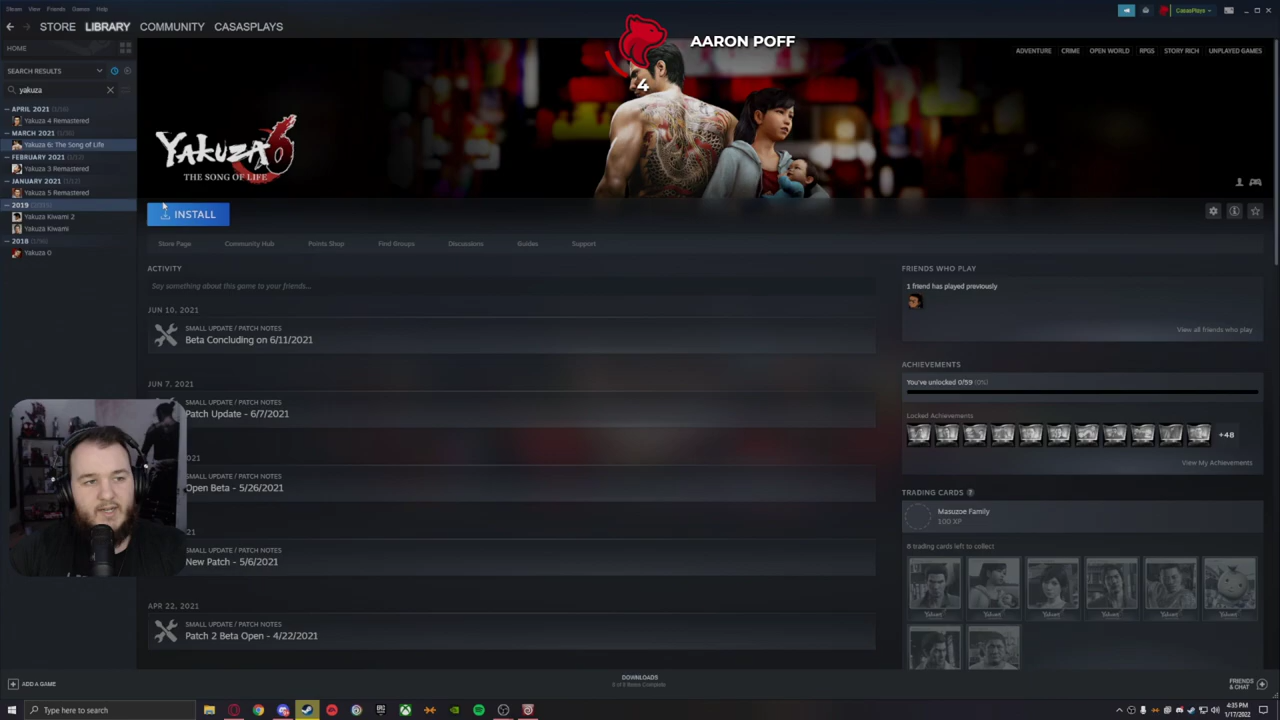 Steam View Friends Games Help
CasasPlays
STORE LIBRARY COMMUNITY CASASPLAYS
HOME
SEARCH RESULTS
yakuza
APRIL 2021
Yakuza 4 Remastered
MARCH 2021
Yakuza 6: The Song of Life
FEBRUARY 2021
Yakuza 3 Remastered
JANUARY 2021
Yakuza 5 Remastered
2019
Yakuza Kiwami 2
Yakuza Kiwami
2018
Yakuza 0
AARON POFF
4
ADVENTURE CRIME OPEN WORLD RPGS STORY RICH UNPLAYED GAMES
YAKUZA 6
THE SONG OF LIFE
INSTALL
Store Page Community Hub Points Shop Find Groups Discussions Guides Support
ACTIVITY
Say something about this game to your friends...
JUN 10, 2021
SMALL UPDATE / PATCH NOTES
Beta Concluding on 6/11/2021
JUN 7, 2021
SMALL UPDATE / PATCH NOTES
Patch Update - 6/7/2021
021
SMALL UPDATE / PATCH NOTES
Open Beta - 5/26/2021
21
SMALL UPDATE / PATCH NOTES
New Patch - 5/6/2021
APR 22, 2021
SMALL UPDATE / PATCH NOTES
Patch 2 Beta Open - 4/22/2021
FRIENDS WHO PLAY
1 friend has played previously
View all friends who play
ACHIEVEMENTS
You've unlocked 0/59 (0%)
Locked Achievements
+48
View My Achievements
TRADING CARDS ?
Masuzoe Family
100 XP
8 trading cards left to collect
ADD A GAME
DOWNLOADS
FRIENDS
& CHAT
Type here to search
4:35 PM
1/17/2022